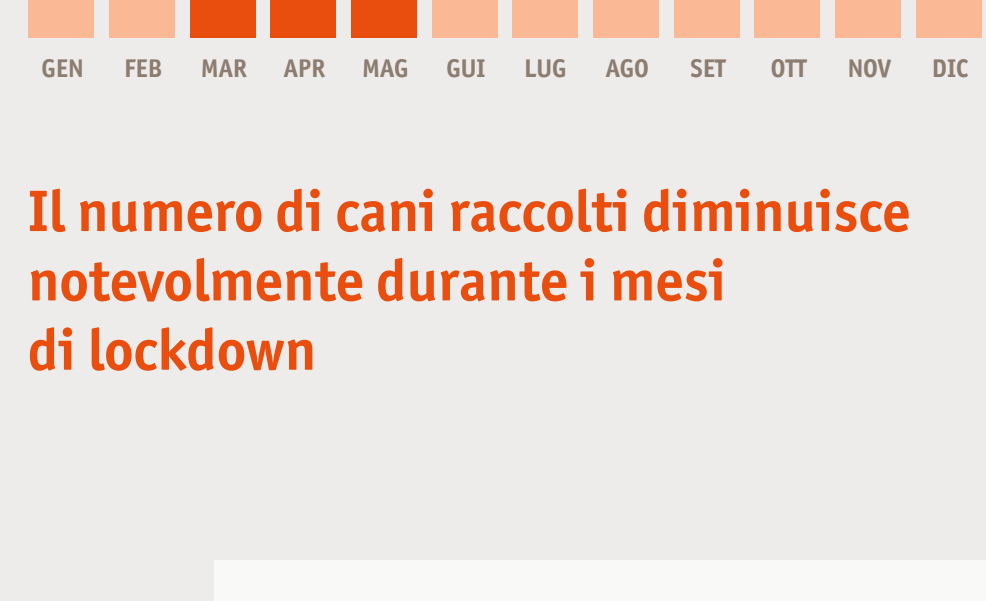 GEN FEB MAR APR MAG GUI LUG AGO SET OTT NOV DIC
Il numero di cani raccolti diminuisce
notevolmente durante i mesi
di lockdown